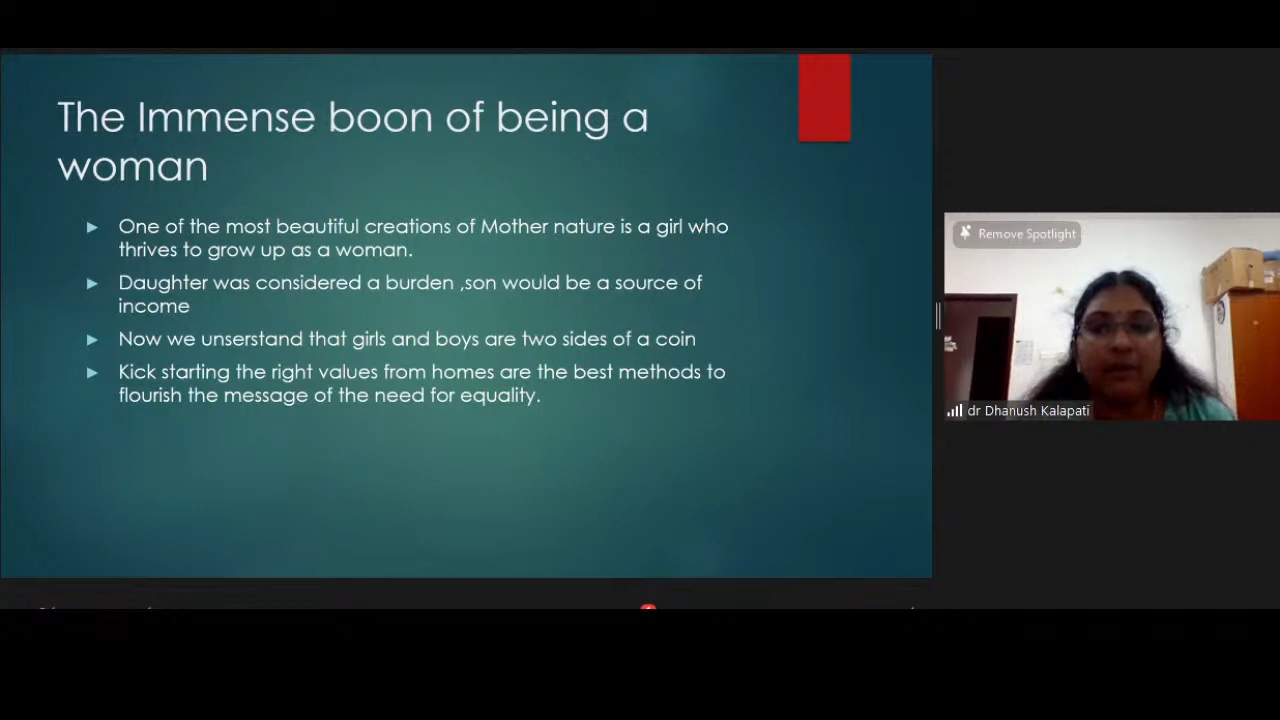 The Immense boon of being a
woman
One of the most beautiful creations of Mother nature is a girl who
thrives to grow up as a woman.
Daughter was considered a burden ,son would be a source of
income
Now we unserstand that girls and boys are two sides of a coin
Kick starting the right values from homes are the best methods to
flourish the message of the need for equality.
Remove Spotlight
dr Dhanush Kalapati